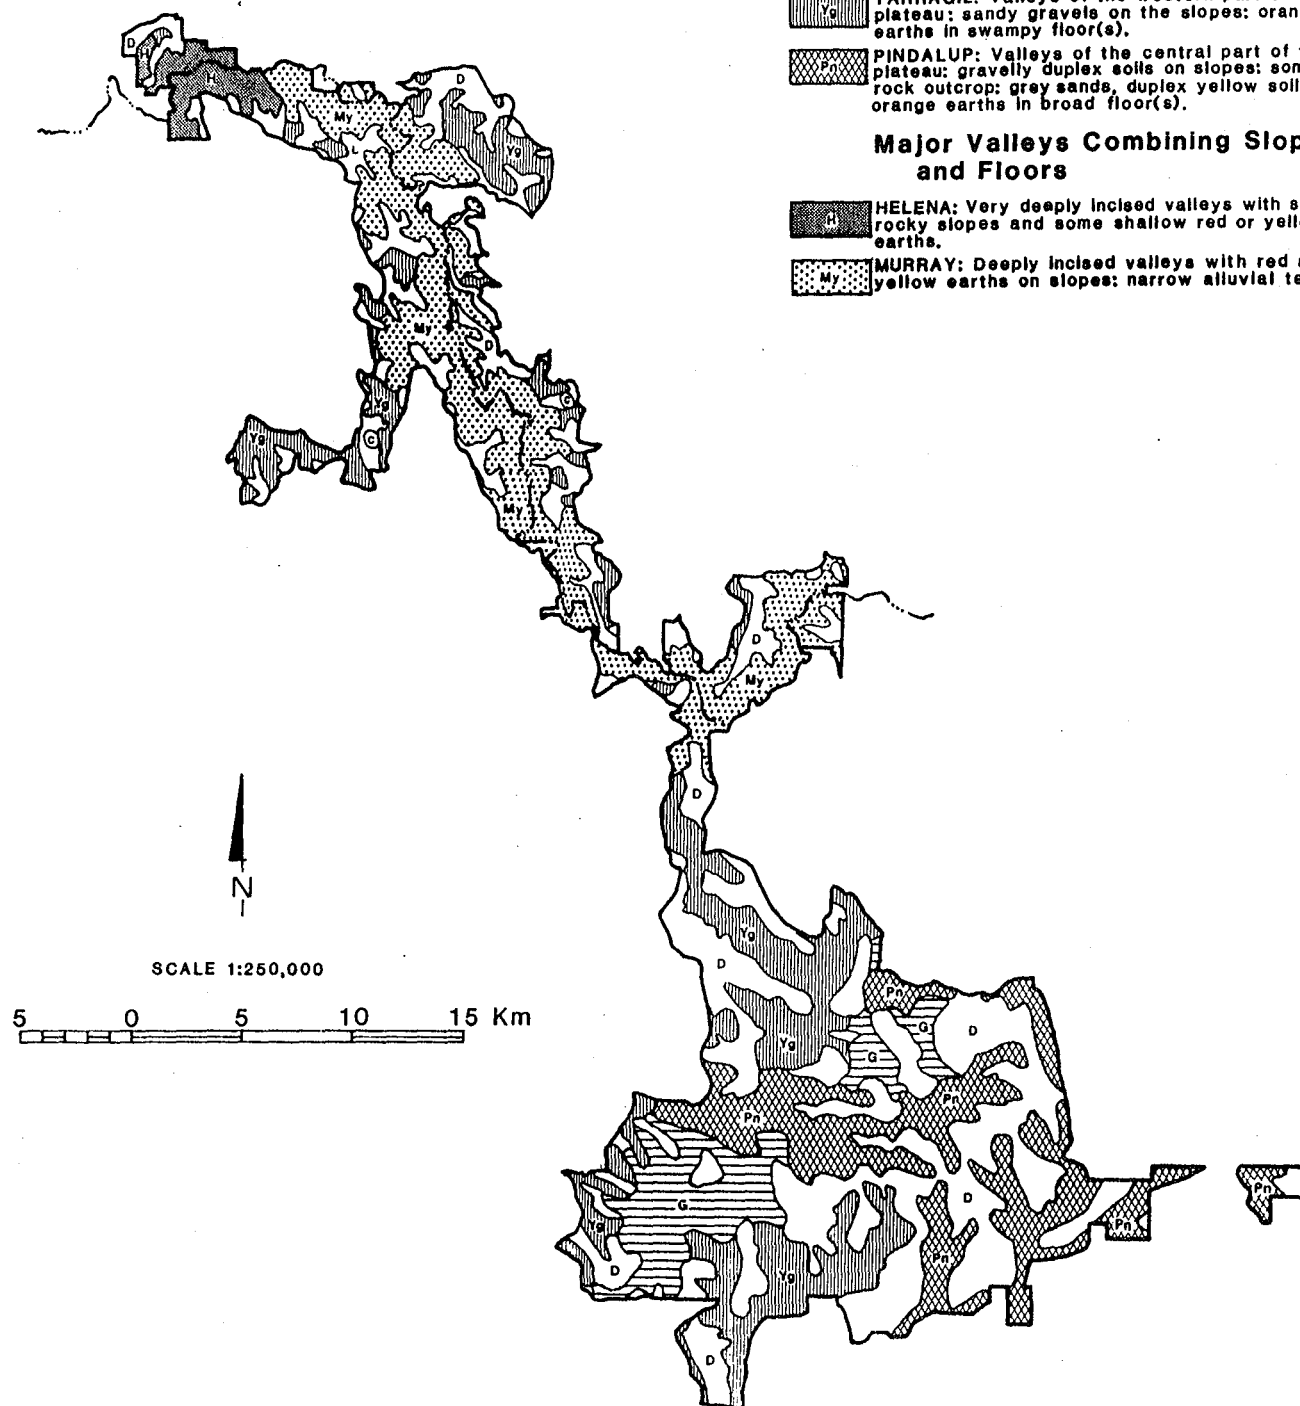 plateau; sandy gravels on the slopes; oran
earths in swampy floor(s).
Yg
PINDALUP: Valleys of the central part of
plateau; gravelly duplex soils on slopes; so
rock outcrop; grey sands, duplex yellow soil
orange earths in broad floor(s).
Pn
Major Valleys Combining Slop
and Floors
HELENA: Very deeply incised valleys with s
rocky slopes and some shallow red or yell
earths.
H
MURRAY: Deeply incised valleys with red
yellow earths on slopes; narrow alluvial te
My
D
H
H
D
My
Yg
L
My
D
Yg
C
C
Yg
My
D
My
D
Yg
D
Pn
G
D
Yg
G
Pn
Pn
Pn
D
G
Yg
Pn
Pn
D
Yg
D
N
SCALE 1:250,000
5 0 5 10 15 Km